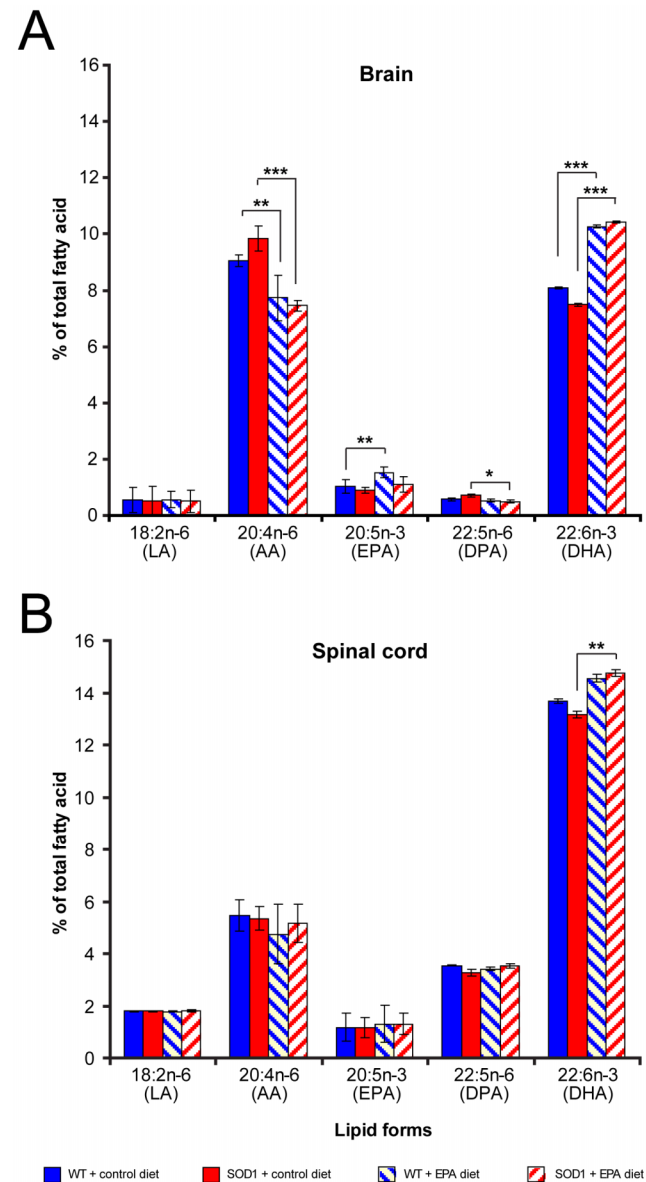 A
Brain
% of total fatty acid
16
14
12
10
8
6
4
2
0
***
**
**
*
***
***
18:2n-6 20:4n-6 20:5n-3 22:5n-6 22:6n-3
(LA) (AA) (EPA) (DPA) (DHA)
B
Spinal cord
% of total fatty acid
16
14
12
10
8
6
4
2
0
**
18:2n-6 20:4n-6 20:5n-3 22:5n-6 22:6n-3
(LA) (AA) (EPA) (DPA) (DHA)
Lipid forms
WT + control diet SOD1 + control diet WT + EPA diet SOD1 + EPA diet